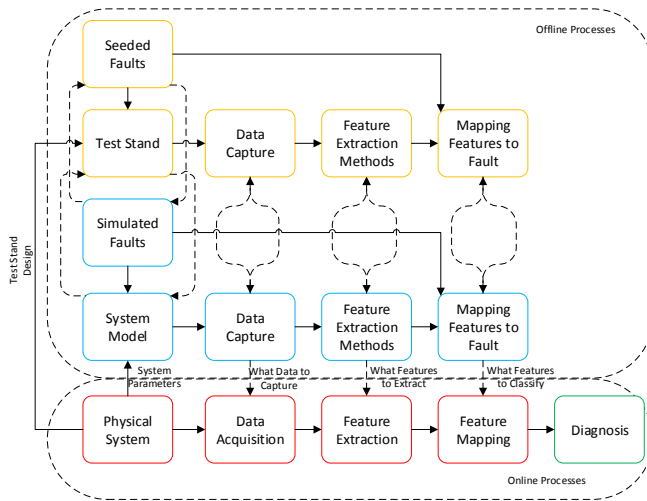 Offline Processes
Seeded
Faults
Test Stand
Data
Capture
Feature
Extraction
Methods
Mapping
Features to
Fault
Simulated
Faults
Test Stand
Design
System
Model
Data
Capture
Feature
Extraction
Methods
Mapping
Features to
Fault
System
Parameters
What Data to
Capture
What Features
to Extract
What Features
to Classify
Physical
System
Data
Acquisition
Feature
Extraction
Feature
Mapping
Diagnosis
Online Processes